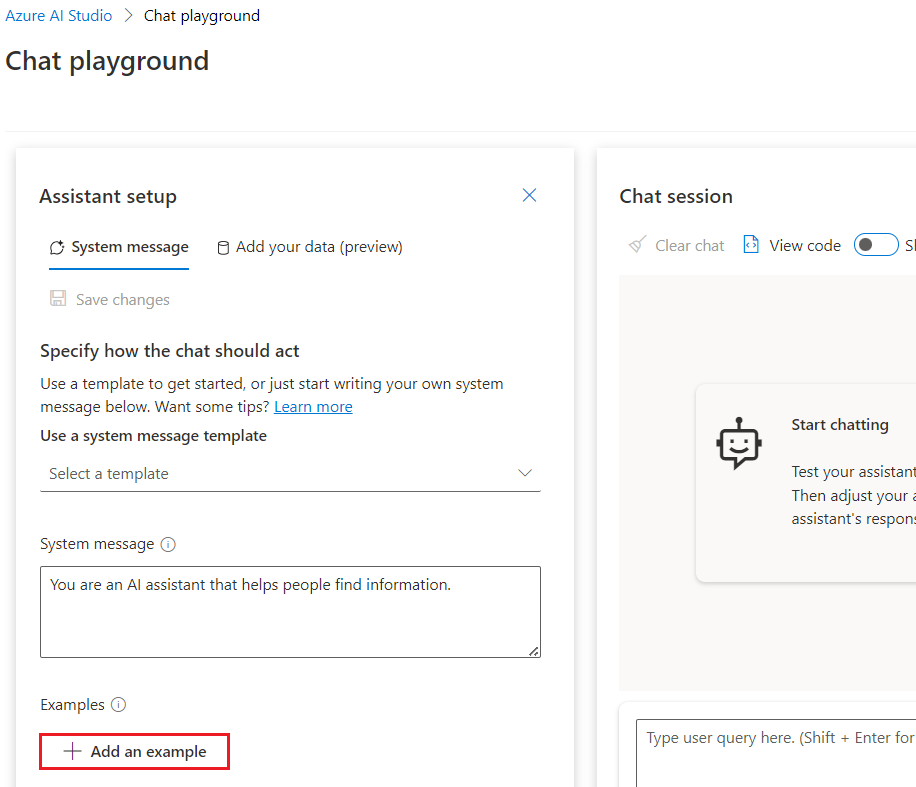 Azure AI Studio > Chat playground
Chat playground
Assistant setup
System message
Add your data (preview)
Save changes
Specify how the chat should act
Use a template to get started, or just start writing your own system
message below. Want some tips? Learn more
Use a system message template
Select a template
System message
You are an AI assistant that helps people find information.
Examples
+ Add an example
Chat session
Clear chat
View code
Start chatting
Test your assistant
Then adjust your
assistant's
Type user query here. (Shift + Enter for